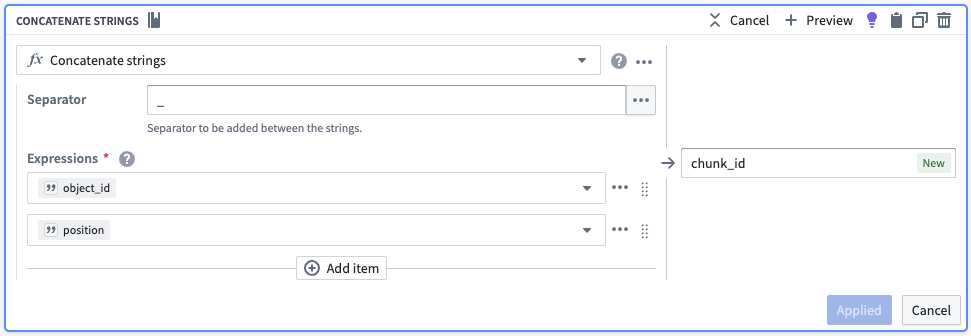 CONCATENATE STRINGS Cancel Preview
fx Concatenate strings ?
Separator _
Separator to be added between the strings.
Expressions * ?
chunk_id New
object_id
position
Add item
Applied Cancel